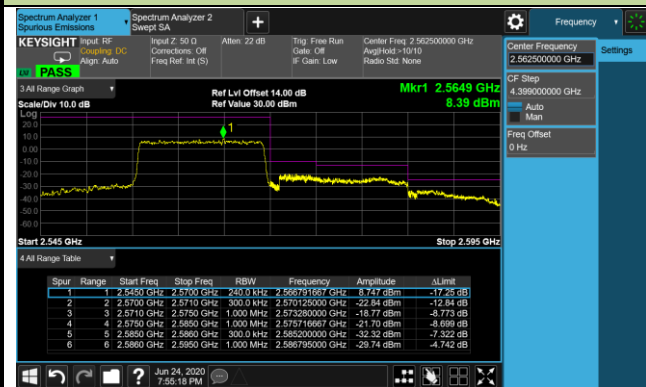 Spectrum Analyzer 1
Spurious Emissions
Spectrum Analyzer 2
Swept SA
Frequency
KEYSIGHT
Input: RF
Coupling: DC
Align: Auto
Input Z: 50 Ω
Corrections: Off
Freq Ref: Int (S)
Atten: 22 dB
Trig: Free Run
Gate: Off
IF Gain: Low
Center Freq: 2.562500000 GHz
Avg|Hold:>10/10
Radio Std: None
PASS
Center Frequency
2.562500000 GHz
Settings
CF Step
4.399000000 GHz
Auto
Man
Freq Offset
0 Hz
3 All Range Graph
Scale/Div 10.0 dB
Ref Lvl Offset 14.00 dB
Ref Value 30.00 dBm
Mkr1 2.5649 GHz
8.39 dBm
Log
20.0
10.0
0.00
-10.0
-20.0
-30.0
-40.0
-50.0
-60.0
1
Start 2.545 GHz
Stop 2.595 GHz
4 All Range Table
Spur Range Start Freq Stop Freq RBW Frequency Amplitude ΔLimit
1 1 2.5450 GHz 2.5700 GHz 240.0 kHz 2.566791667 GHz 8.747 dBm -17.25 dB
2 2 2.5700 GHz 2.5710 GHz 300.0 kHz 2.570125000 GHz -22.84 dBm -12.84 dB
3 3 2.5710 GHz 2.5750 GHz 1.000 MHz 2.573280000 GHz -18.77 dBm -8.773 dB
4 4 2.5750 GHz 2.5850 GHz 1.000 MHz 2.575716667 GHz -21.70 dBm -8.699 dB
5 5 2.5850 GHz 2.5860 GHz 300.0 kHz 2.585200000 GHz -32.32 dBm -7.322 dB
6 6 2.5860 GHz 2.5950 GHz 1.000 MHz 2.586795000 GHz -29.74 dBm -4.742 dB
Jun 24, 2020
7:55:18 PM